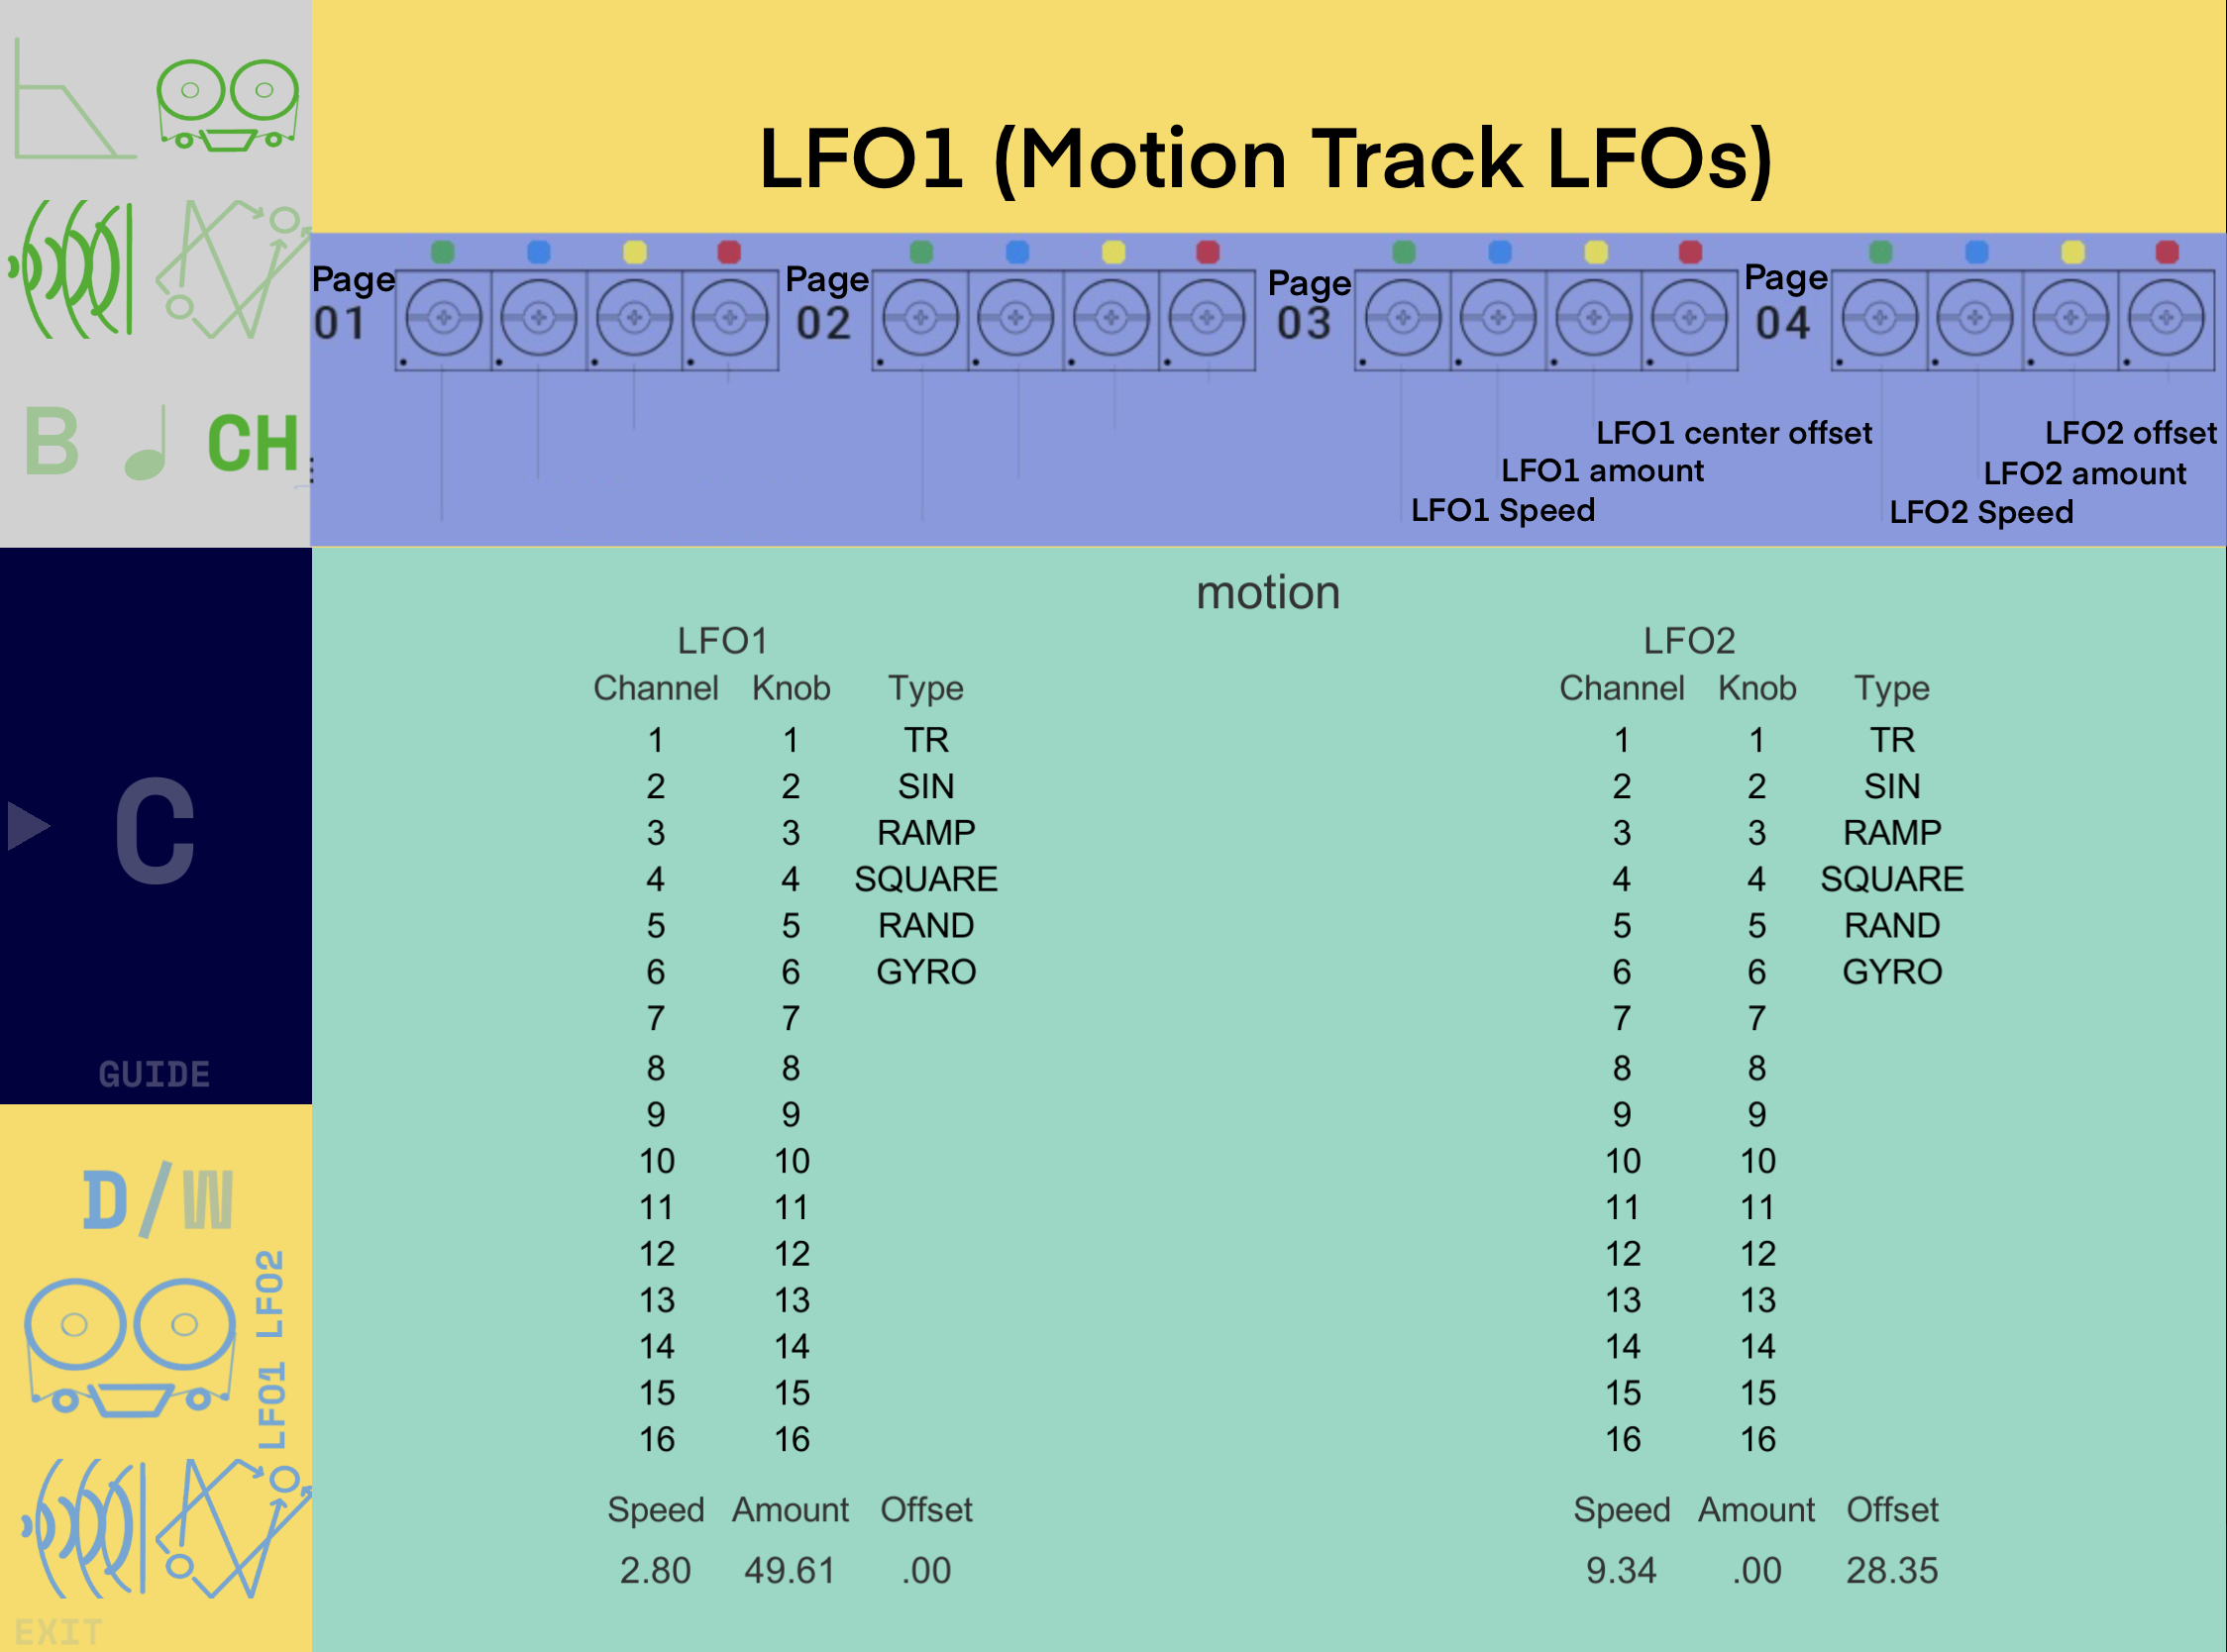 LFO1 (Motion Track LFOs)
Page 01
Page 02
Page 03
Page 04
LFO1 center offset
LFO1 amount
LFO1 Speed
LFO2 offset
LFO2 amount
LFO2 Speed
B CH
C
GUIDE
D/W
LFO1 LFO2
EXIT
motion
LFO1 LFO2
Channel Knob Type Channel Knob Type
1 1 TR 1 1 TR
2 2 SIN 2 2 SIN
3 3 RAMP 3 3 RAMP
4 4 SQUARE 4 4 SQUARE
5 5 RAND 5 5 RAND
6 6 GYRO 6 6 GYRO
7 7 7 7
8 8 8 8
9 9 9 9
10 10 10 10
11 11 11 11
12 12 12 12
13 13 13 13
14 14 14 14
15 15 15 15
16 16 16 16
Speed Amount Offset Speed Amount Offset
2.80 49.61 .00 9.34 .00 28.35